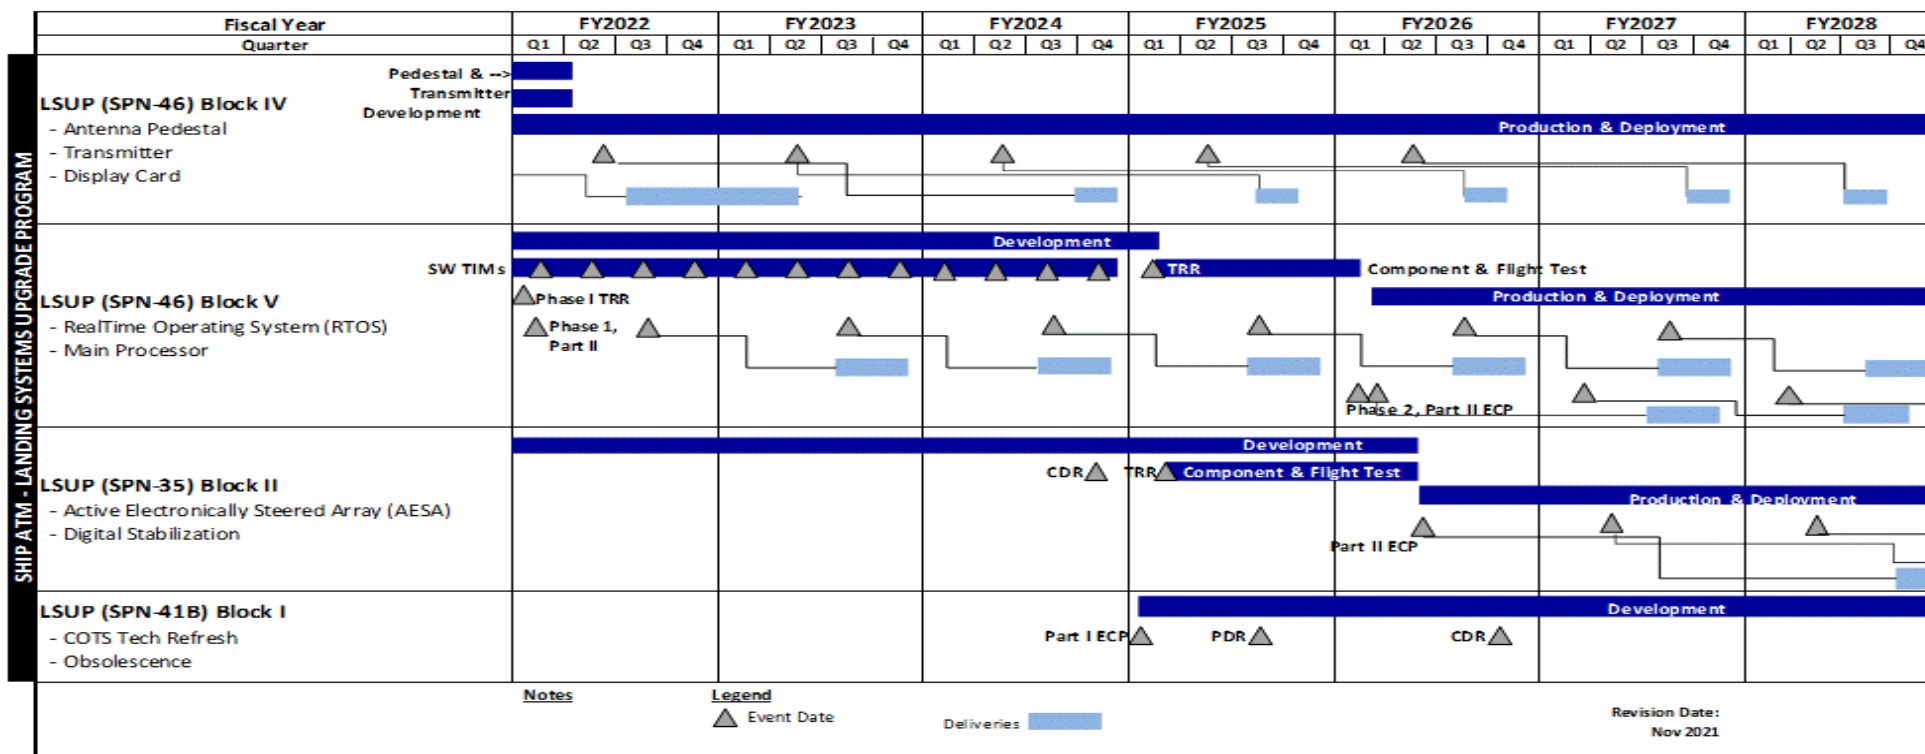 Fiscal Year FY2022 FY2023 FY2024 FY2025 FY2026 FY2027 FY2028
Quarter Q1 Q2 Q3 Q4 Q1 Q2 Q3 Q4 Q1 Q2 Q3 Q4 Q1 Q2 Q3 Q4 Q1 Q2 Q3 Q4 Q1 Q2 Q3 Q4 Q1 Q2 Q3 Q4
SHIP ATM - LANDING SYSTEMS UPGRADE PROGRAM
Pedestal & -->
Transmitter
Development
LSUP (SPN-46) Block IV
- Antenna Pedestal
- Transmitter
- Display Card
Production & Deployment
Development
SW TIMs
TRR
Component & Flight Test
LSUP (SPN-46) Block V
- RealTime Operating System (RTOS)
- Main Processor
Phase I TRR
Production & Deployment
Phase 1,
Part II
Phase 2, Part II ECP
Development
CDR
TRR
Component & Flight Test
LSUP (SPN-35) Block II
- Active Electronically Steered Array (AESA)
- Digital Stabilization
Production & Deployment
Part II ECP
LSUP (SPN-41B) Block I
- COTS Tech Refresh
- Obsolescence
Development
Part I ECP
PDR
CDR
Notes
Legend
Event Date
Deliveries
Revision Date:
Nov 2021